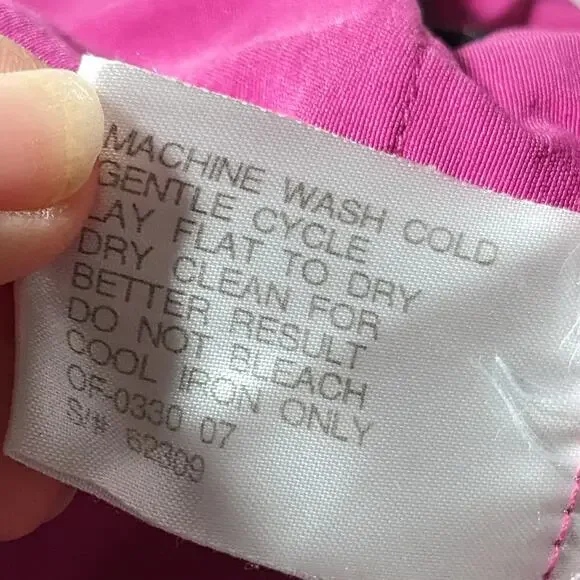 MACHINE WASH COLD
GENTLE CYCLE
LAY FLAT TO DRY
DRY CLEAN FOR
BETTER RESULT
DO NOT BLEACH
COOL IRON ONLY
OF-0330 07
S/# 62309